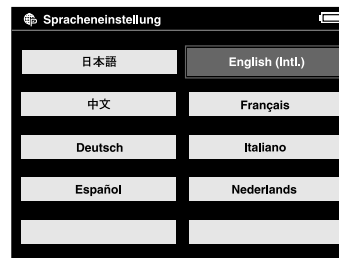 Spracheneinstellung
日本語
English (Intl.)
中文
Français
Deutsch
Italiano
Español
Nederlands